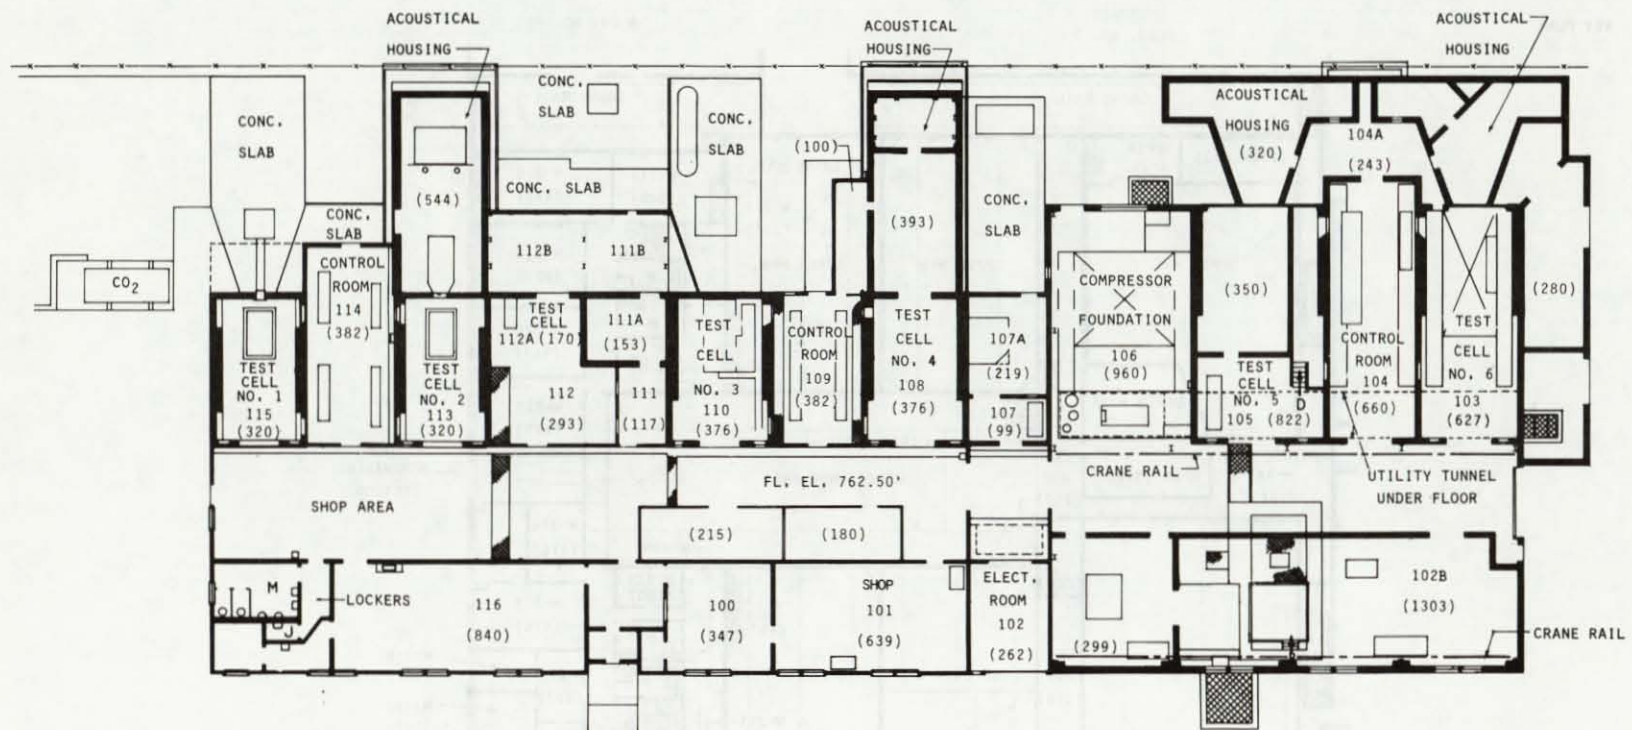 ACOUSTICAL
HOUSING
ACOUSTICAL
HOUSING
ACOUSTICAL
HOUSING
CONC.
SLAB
CONC.
SLAB
CONC.
SLAB
(100)
ACOUSTICAL
HOUSING
(320)
104A
(243)
(544)
CONC. SLAB
CONC.
SLAB
(393)
CONC.
SLAB
112B
111B
CO2
CONTROL
ROOM
114
(382)
COMPRESSOR
FOUNDATION
(350)
(280)
TEST
CELL
NO. 1
115
(320)
TEST
CELL
NO. 2
113
(320)
TEST
CELL
112A (170)
111A
(153)
112
(293)
111
(117)
TEST
CELL
NO. 3
110
(376)
CONTROL
ROOM
109
(382)
TEST
CELL
NO. 4
108
(376)
107A
(219)
107
(99)
106
(960)
TEST
CELL
NO. 5
105 (822)
D
CONTROL
ROOM
104
(660)
TEST
CELL
NO. 6
103
(627)
CRANE RAIL
UTILITY TUNNEL
UNDER FLOOR
SHOP AREA
FL. EL. 762.50'
(215)
(180)
M
LOCKERS
J
116
(840)
100
(347)
SHOP
101
(639)
ELECT.
ROOM
102
(262)
(299)
102B
(1303)
CRANE RAIL